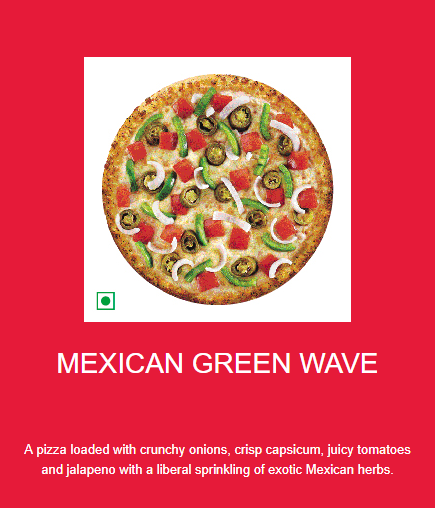 MEXICAN GREEN WAVE
A pizza loaded with crunchy onions, crisp capsicum, juicy tomatoes
and jalapeno with a liberal sprinkling of exotic Mexican herbs.